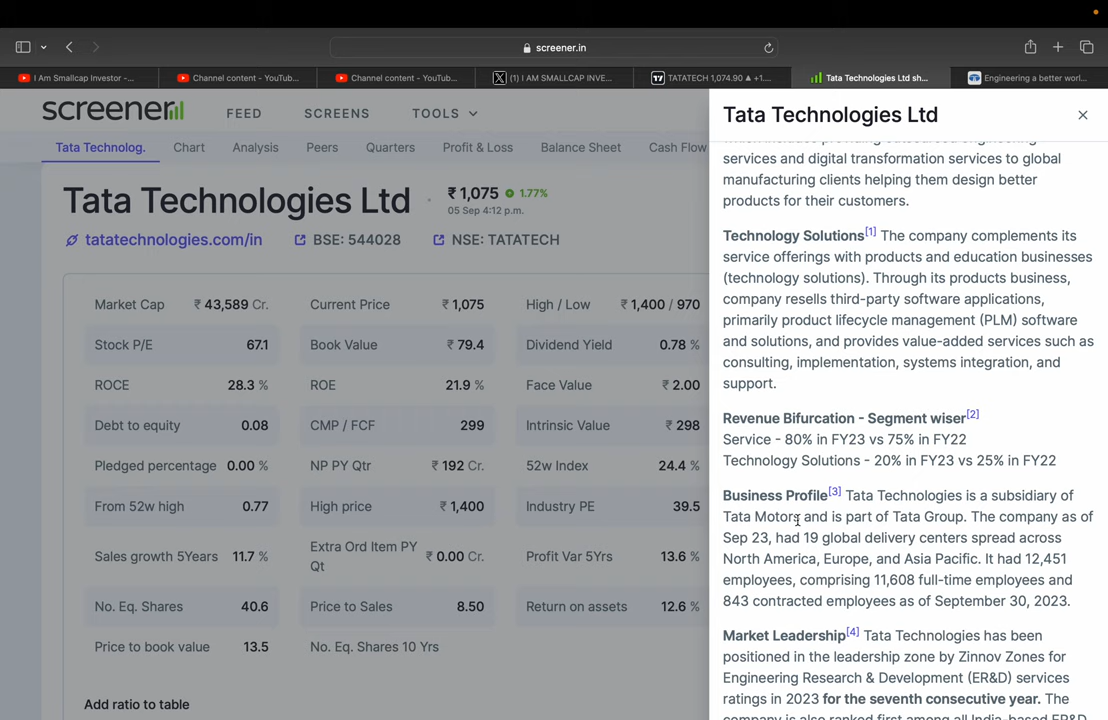 screener.in
I Am Smallcap Investor -...
Channel content - YouTub...
Channel content - YouTub...
(1) I AM SMALLCAP INVE...
TATATECH 1,074.90 ▲ +1....
Tata Technologies Ltd sh...
Engineering a better worl...
screener
FEED
SCREENS
TOOLS
Tata Technolog.
Chart
Analysis
Peers
Quarters
Profit & Loss
Balance Sheet
Cash Flow
Tata Technologies Ltd
₹ 1,075
1.77%
05 Sep 4:12 p.m.
tatatechnologies.com/in
BSE: 544028
NSE: TATATECH
Market Cap ₹ 43,589 Cr.
Current Price ₹ 1,075
High / Low ₹ 1,400 / 970
Stock P/E 67.1
Book Value ₹ 79.4
Dividend Yield 0.78 %
ROCE 28.3 %
ROE 21.9 %
Face Value ₹ 2.00
Debt to equity 0.08
CMP / FCF 299
Intrinsic Value ₹ 298
Pledged percentage 0.00 %
NP PY Qtr ₹ 192 Cr.
52w Index 24.4 %
From 52w high 0.77
High price ₹ 1,400
Industry PE 39.5
Sales growth 5Years 11.7 %
Extra Ord Item PY
Qt ₹ 0.00 Cr.
Profit Var 5Yrs 13.6 %
No. Eq. Shares 40.6
Price to Sales 8.50
Return on assets 12.6 %
Price to book value 13.5
No. Eq. Shares 10 Yrs
Add ratio to table
Tata Technologies Ltd
services and digital transformation services to global
manufacturing clients helping them design better
products for their customers.
Technology Solutions[1] The company complements its
service offerings with products and education businesses
(technology solutions). Through its products business,
company resells third-party software applications,
primarily product lifecycle management (PLM) software
and solutions, and provides value-added services such as
consulting, implementation, systems integration, and
support.
Revenue Bifurcation - Segment wiser[2]
Service - 80% in FY23 vs 75% in FY22
Technology Solutions - 20% in FY23 vs 25% in FY22
Business Profile[3] Tata Technologies is a subsidiary of
Tata Motors and is part of Tata Group. The company as of
Sep 23, had 19 global delivery centers spread across
North America, Europe, and Asia Pacific. It had 12,451
employees, comprising 11,608 full-time employees and
843 contracted employees as of September 30, 2023.
Market Leadership[4] Tata Technologies has been
positioned in the leadership zone by Zinnov Zones for
Engineering Research & Development (ER&D) services
ratings in 2023 for the seventh consecutive year. The
company is also ranked first among all India-based ER&D